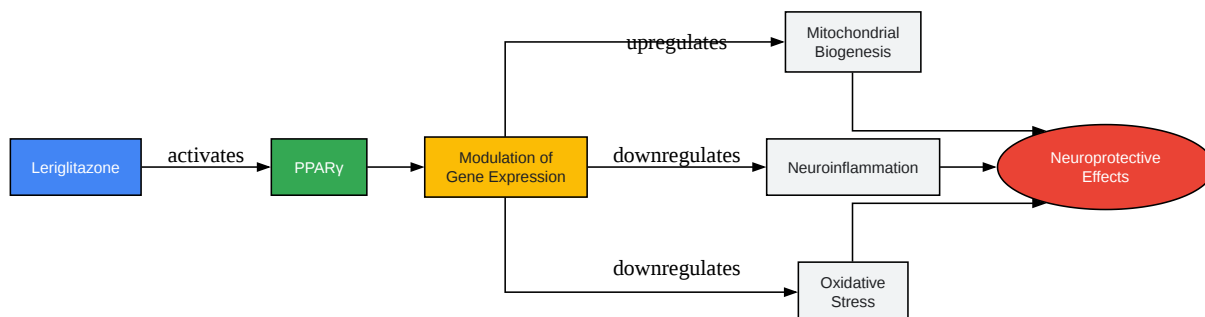 upregulates
Mitochondrial
Biogenesis
Leriglitazone
activates
PPARγ
Modulation of
Gene Expression
downregulates
Neuroinflammation
Neuroprotective
Effects
downregulates
Oxidative
Stress